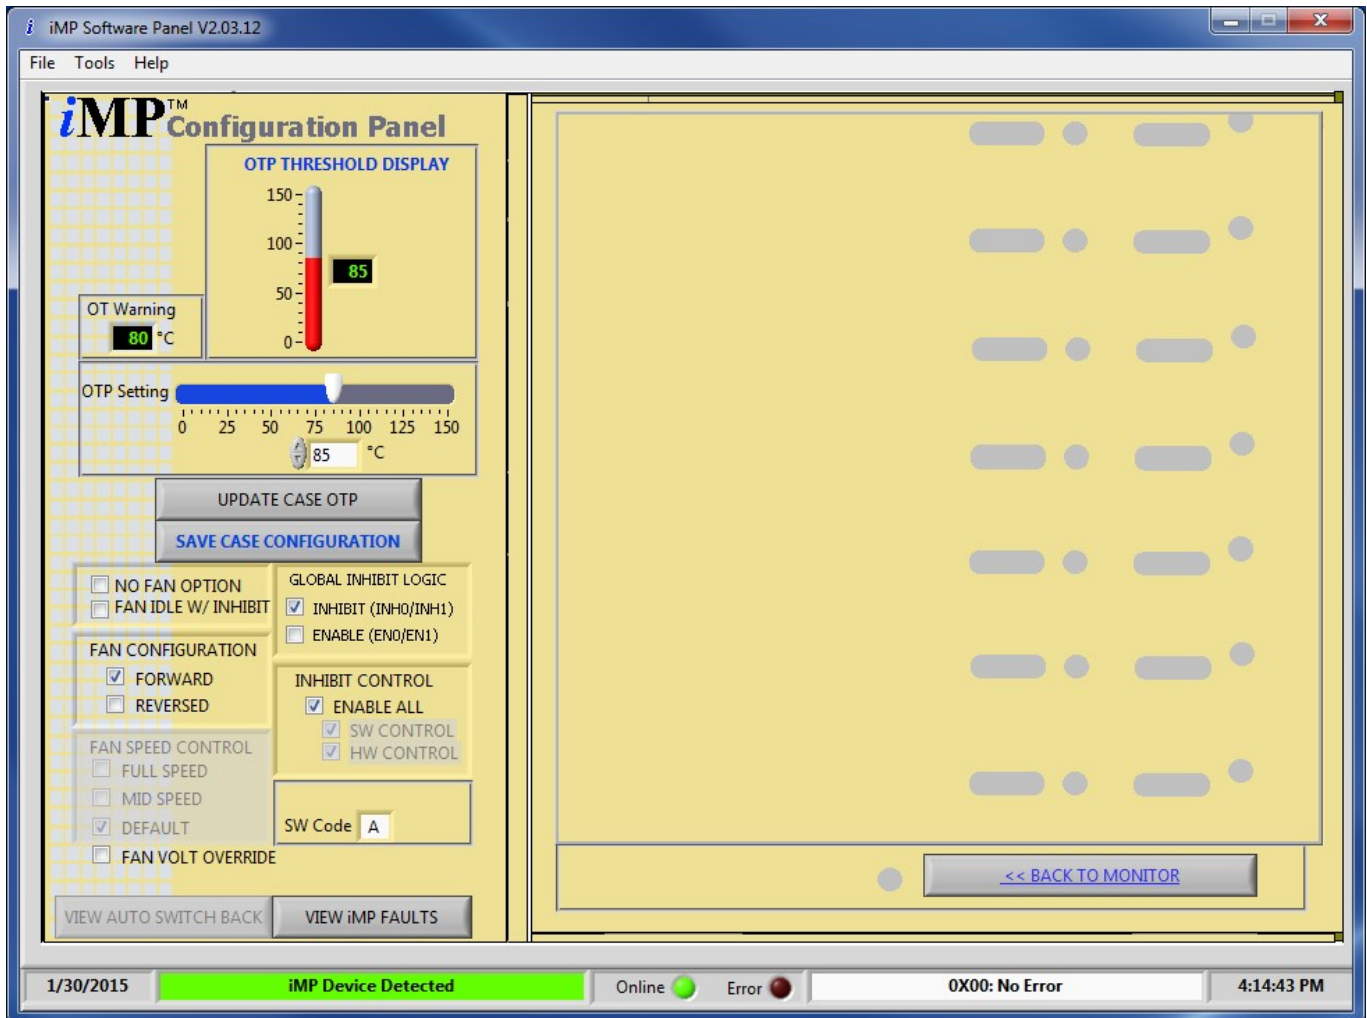 i iMP Software Panel V2.03.12
File Tools Help
iMP™ Configuration Panel
OTP THRESHOLD DISPLAY
150
100
85
50
0
OT Warning
80 °C
OTP Setting
0 25 50 75 100 125 150
85 °C
UPDATE CASE OTP
SAVE CASE CONFIGURATION
NO FAN OPTION
FAN IDLE W/ INHIBIT
GLOBAL INHIBIT LOGIC
INHIBIT (INH0/INH1)
ENABLE (EN0/EN1)
FAN CONFIGURATION
FORWARD
REVERSED
INHIBIT CONTROL
ENABLE ALL
SW CONTROL
HW CONTROL
FAN SPEED CONTROL
FULL SPEED
MID SPEED
DEFAULT
FAN VOLT OVERRIDE
SW Code A
VIEW AUTO SWITCH BACK
VIEW iMP FAULTS
<< BACK TO MONITOR
1/30/2015 iMP Device Detected Online Error 0X00: No Error 4:14:43 PM